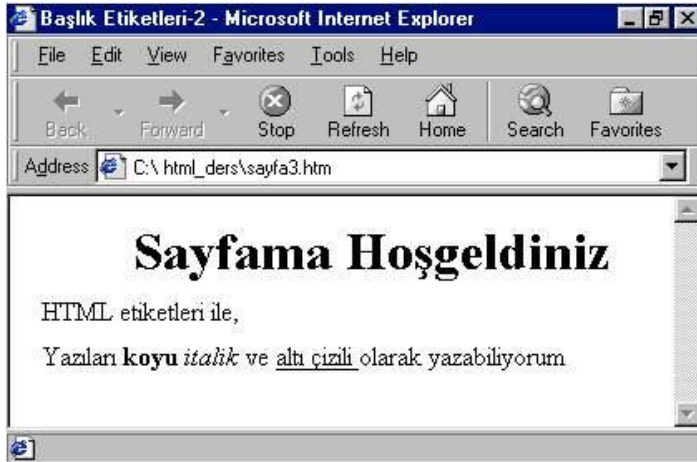 Başlık Etiketleri-2 - Microsoft Internet Explorer
File Edit View Favorites Tools Help
Back Forward Stop Refresh Home Search Favorites
Address C:\ html_ders\sayfa3.htm
Sayfama Hoşgeldiniz
HTML etiketleri ile,
Yazıları koyu italik ve altı çizili olarak yazabiliyorum